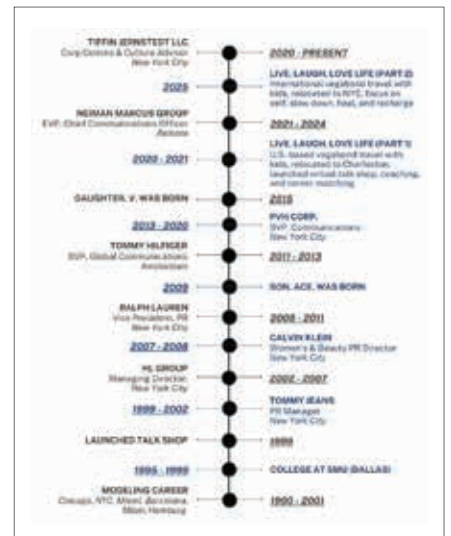 TIFFIN JERNSTEDT LLC
Corp Comms & Culture Advisor
New York City
2020 - PRESENT
2025
LIVE, LAUGH, LOVE LIFE (PART 2)
International vagabond travel with
kids, relocated to NYC, focus on
self, slow down, heal, and recharge
NEIMAN MARCUS GROUP
EVP, Chief Communications Officer
Remote
2021 - 2024
2020 - 2021
LIVE, LAUGH, LOVE LIFE (PART 1)
U.S.-based vagabond travel with
kids, relocated to Charleston,
launched virtual talk shop, coaching,
and career matching
DAUGHTER, V, WAS BORN
2015
2013 - 2020
PVH CORP.
SVP, Communications
New York City
TOMMY HILFIGER
SVP, Global Communications
Amsterdam
2011 - 2013
2009
SON, ACE, WAS BORN
RALPH LAUREN
Vice President, PR
New York City
2008 - 2011
2007 - 2008
CALVIN KLEIN
Women's & Beauty PR Director
New York City
HL GROUP
Managing Director
New York City
2002 - 2007
1999 - 2002
TOMMY JEANS
PR Manager
New York City
LAUNCHED TALK SHOP
1999
1995 - 1999
COLLEGE AT SMU (DALLAS)
MODELING CAREER
Chicago, NYC, Miami, Barcelona,
Milan, Hamburg
1990 - 2001